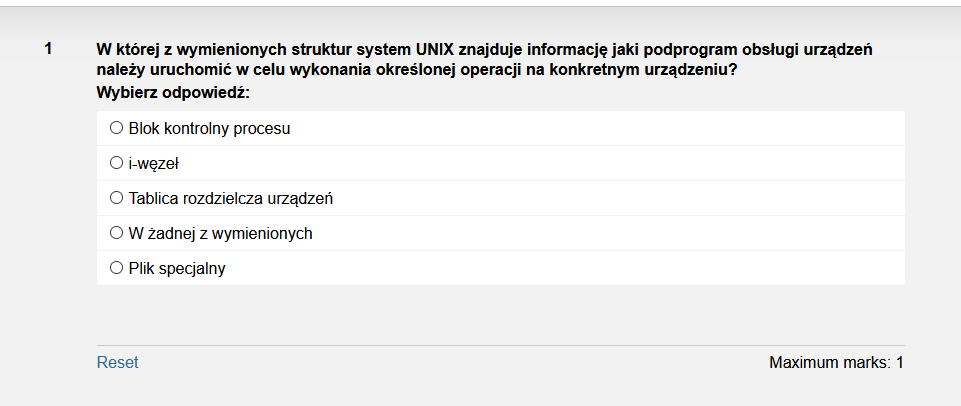 1 W której z wymienionych struktur system UNIX znajduje informację jaki podprogram obsługi urządzeń
należy uruchomić w celu wykonania określonej operacji na konkretnym urządzeniu?
Wybierz odpowiedź:
Blok kontrolny procesu
i-węzeł
Tablica rozdzielcza urządzeń
W żadnej z wymienionych
Plik specjalny
Reset Maximum marks: 1